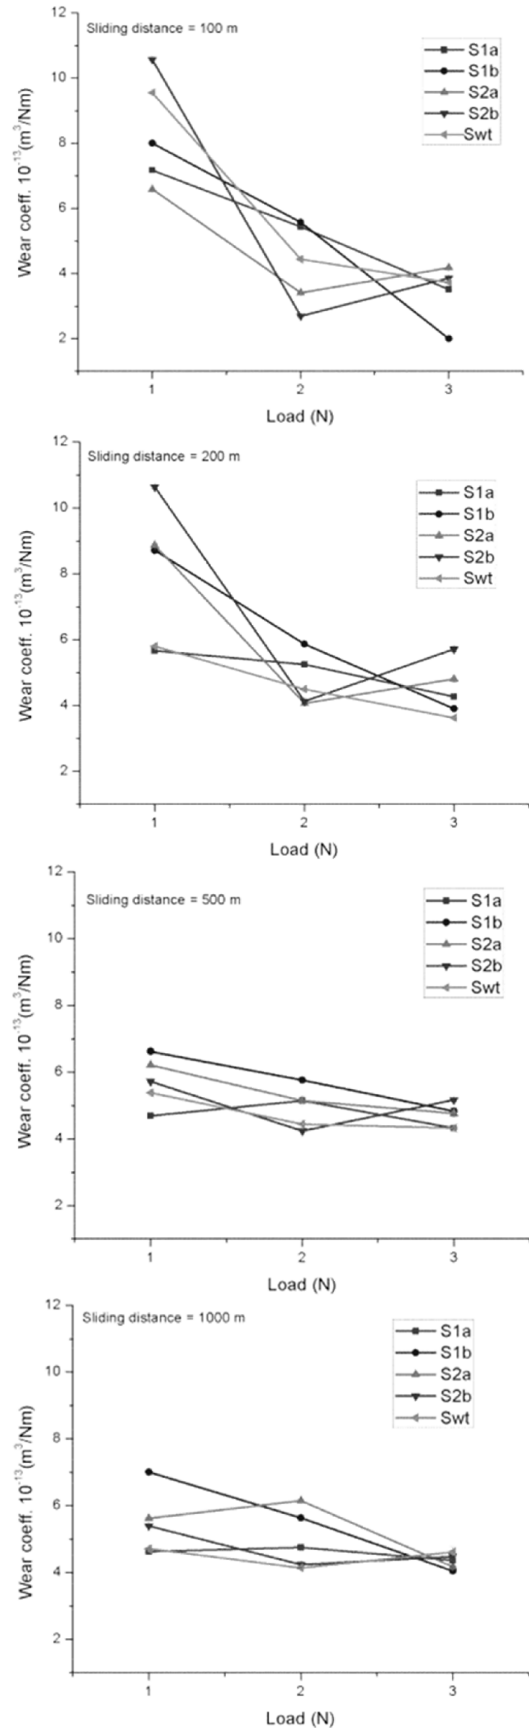 Sliding distance = 100 m
S1a
S1b
S2a
S2b
Swt
12
10
8
6
4
2
Wear coeff. 10⁻¹³(m³/Nm)
1
2
3
Load (N)
Sliding distance = 200 m
S1a
S1b
S2a
S2b
Swt
12
10
8
6
4
2
Wear coeff. 10⁻¹³(m³/Nm)
1
2
3
Load (N)
Sliding distance = 500 m
S1a
S1b
S2a
S2b
Swt
12
10
8
6
4
2
Wear coeff. 10⁻¹³(m³/Nm)
1
2
3
Load (N)
Sliding distance = 1000 m
S1a
S1b
S2a
S2b
Swt
12
10
8
6
4
2
Wear coeff. 10⁻¹³(m³/Nm)
1
2
3
Load (N)